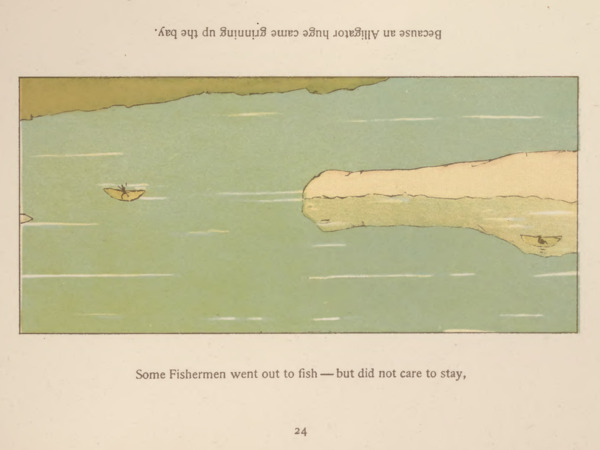 Because an Alligator huge came grinning up the bay.
Some Fishermen went out to fish — but did not care to stay,
24